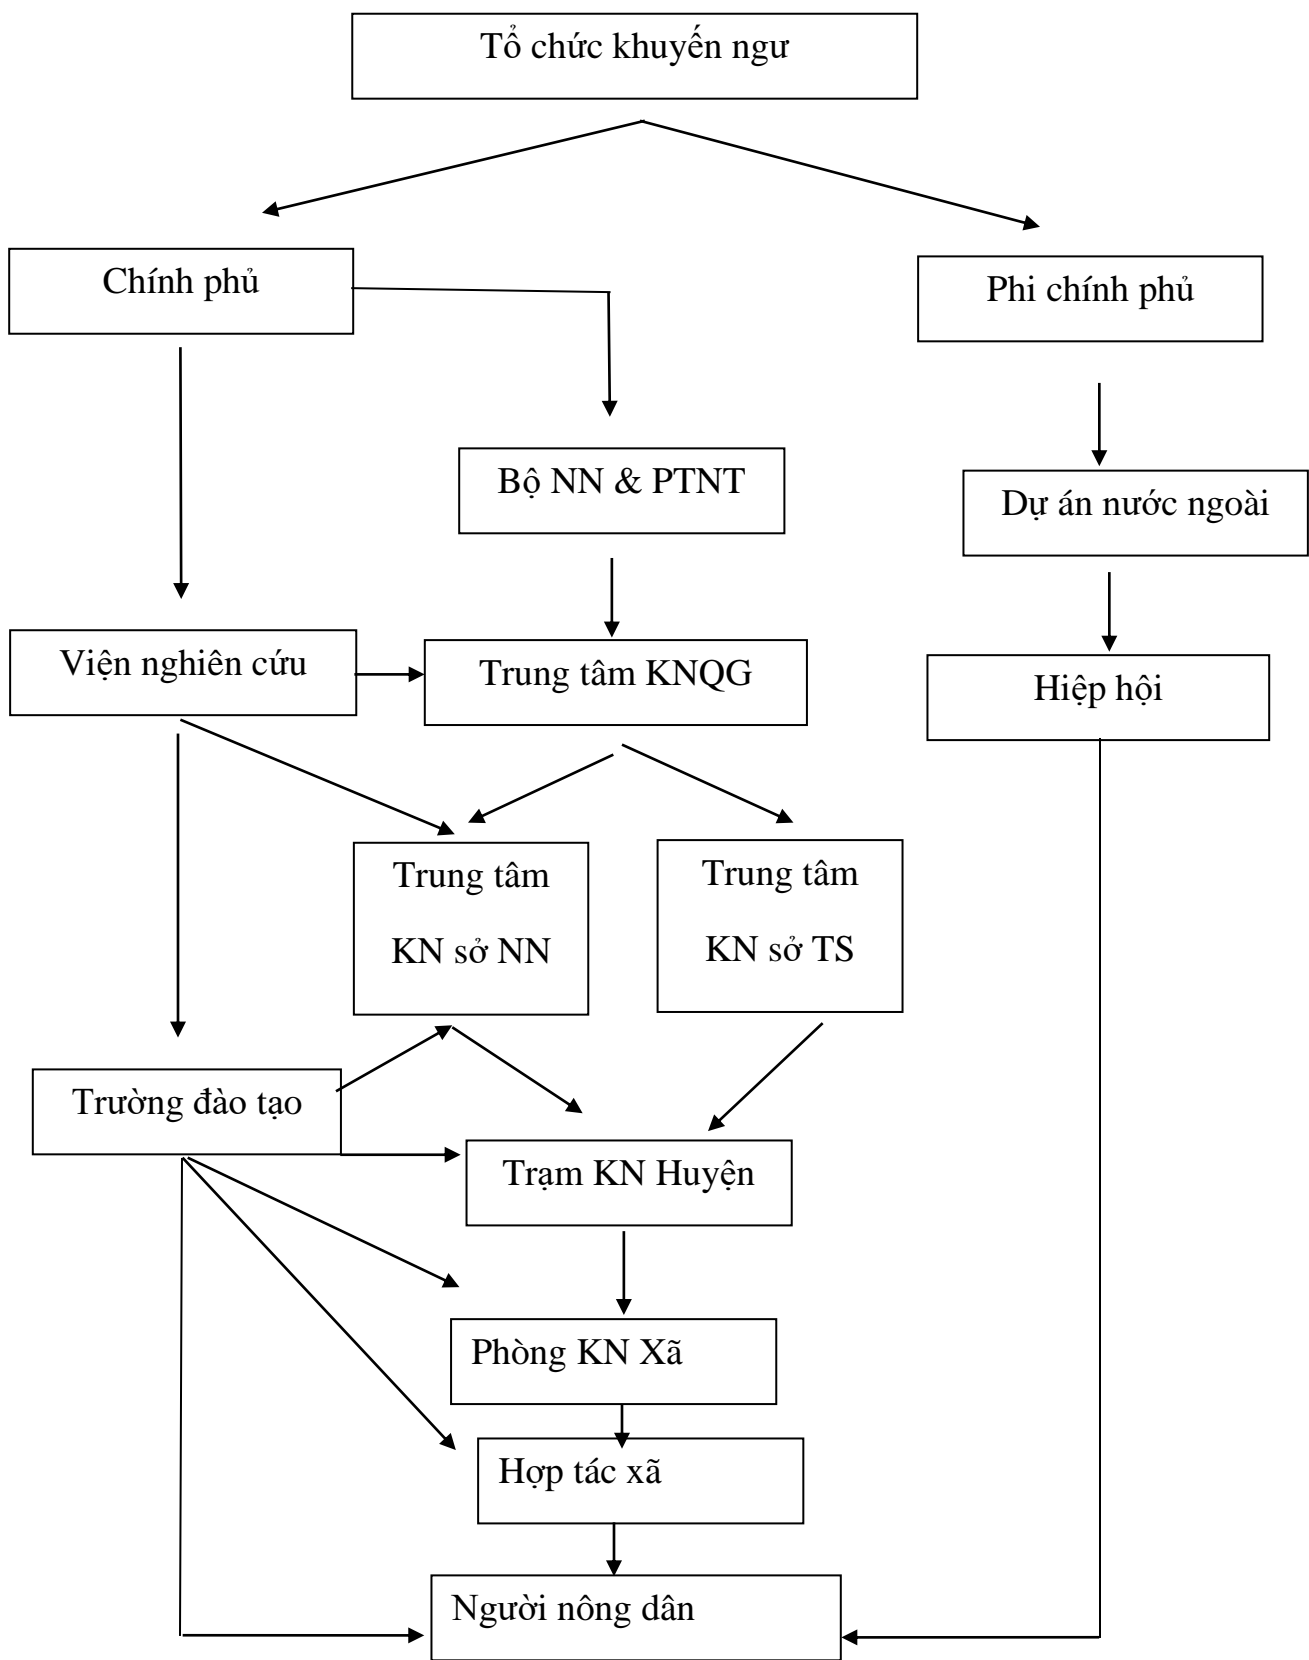 Tổ chức khuyến ngư
Chính phủ
Phi chính phủ
Bộ NN & PTNT
Dự án nước ngoài
Viện nghiên cứu
Trung tâm KNQG
Hiệp hội
Trung tâm
KN sở NN
Trung tâm
KN sở TS
Trường đào tạo
Trạm KN Huyện
Phòng KN Xã
Hợp tác xã
Người nông dân